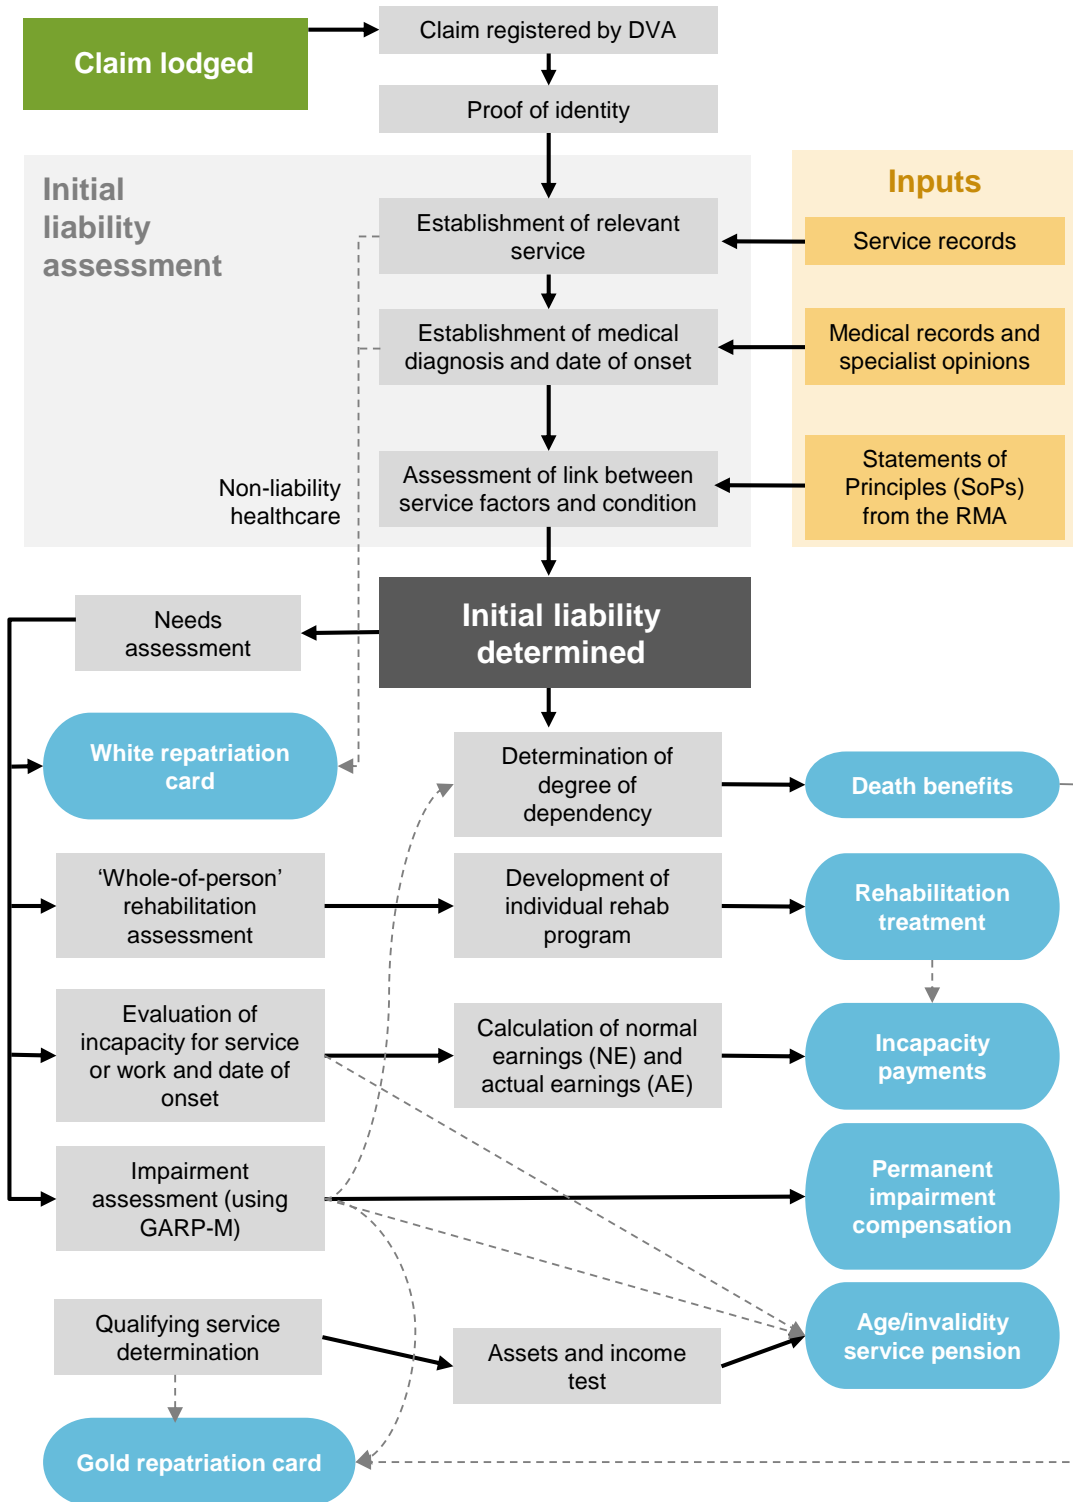 Claim lodged
Claim registered by DVA
Proof of identity
Initial
liability
assessment
Inputs
Establishment of relevant
service
Service records
Establishment of medical
diagnosis and date of onset
Medical records and
specialist opinions
Non-liability
healthcare
Assessment of link between
service factors and condition
Statements of
Principles (SoPs)
from the RMA
Needs
assessment
Initial liability
determined
White repatriation
card
Determination of
degree of
dependency
Death benefits
‘Whole-of-person’
rehabilitation
assessment
Development of
individual rehab
program
Rehabilitation
treatment
Evaluation of
incapacity for service
or work and date of
onset
Calculation of normal
earnings (NE) and
actual earnings (AE)
Incapacity
payments
Impairment
assessment (using
GARP-M)
Permanent
impairment
compensation
Qualifying service
determination
Assets and income
test
Age/invalidity
service pension
Gold repatriation card